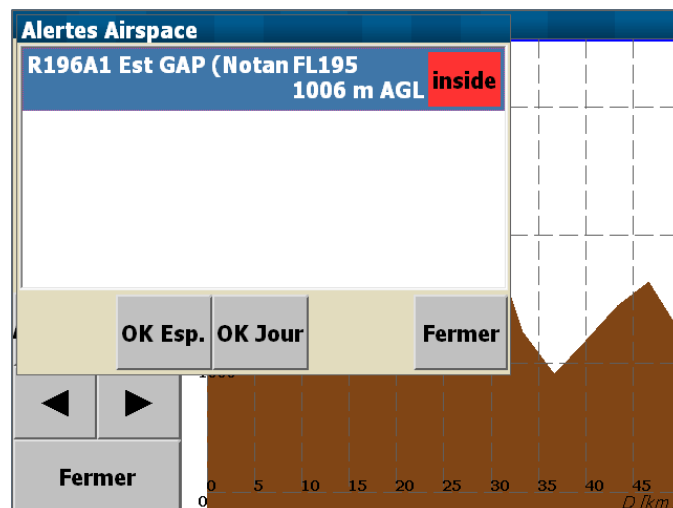 Alertes Airspace
R196A1 Est GAP (Notan FL195
1006 m AGL
inside
OK Esp. OK Jour Fermer
Fermer
0 5 10 15 20 25 30 35 40 45
0
D [km